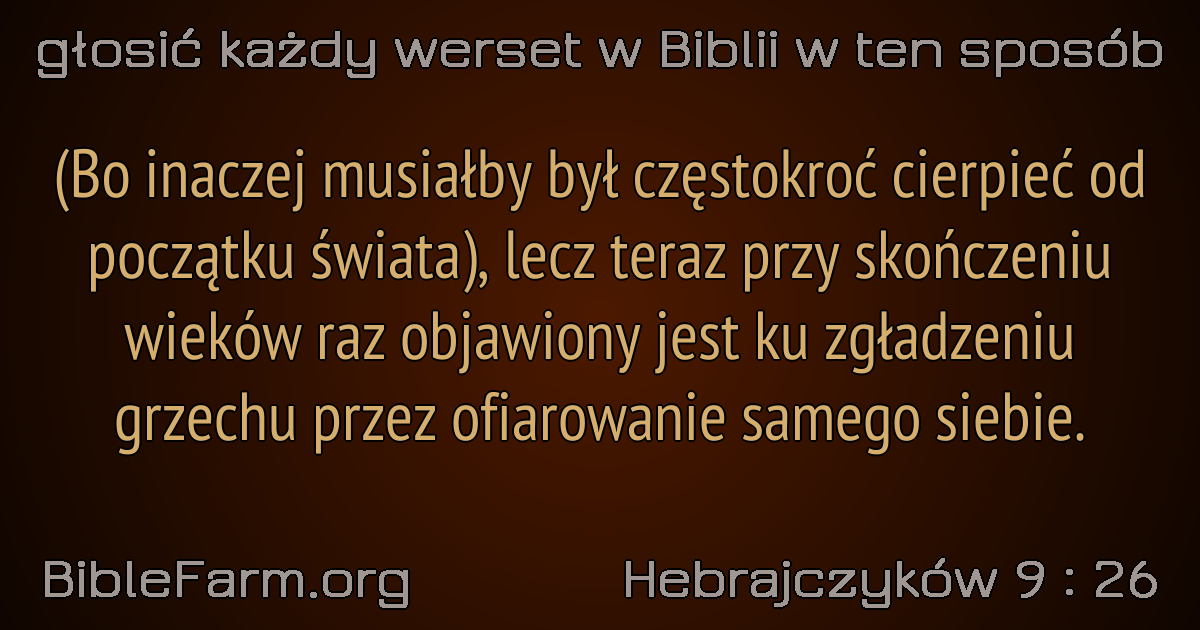 głosić każdy werset w Biblii w ten sposób
(Bo inaczej musiałby był częstokroć cierpieć od
początku świata), lecz teraz przy skończeniu
wieków raz objawiony jest ku zgładzeniu
grzechu przez ofiarowanie samego siebie.
BibleFarm.org
Hebrajczyków 9 : 26